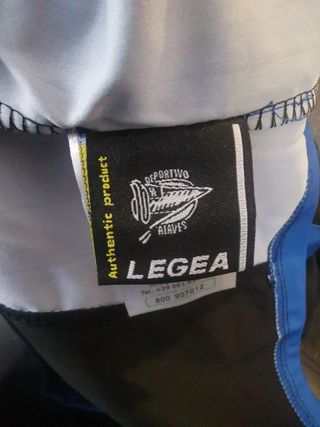 Authentic product
DEPORTIVO
ALAVES
LEGEA
800 907012